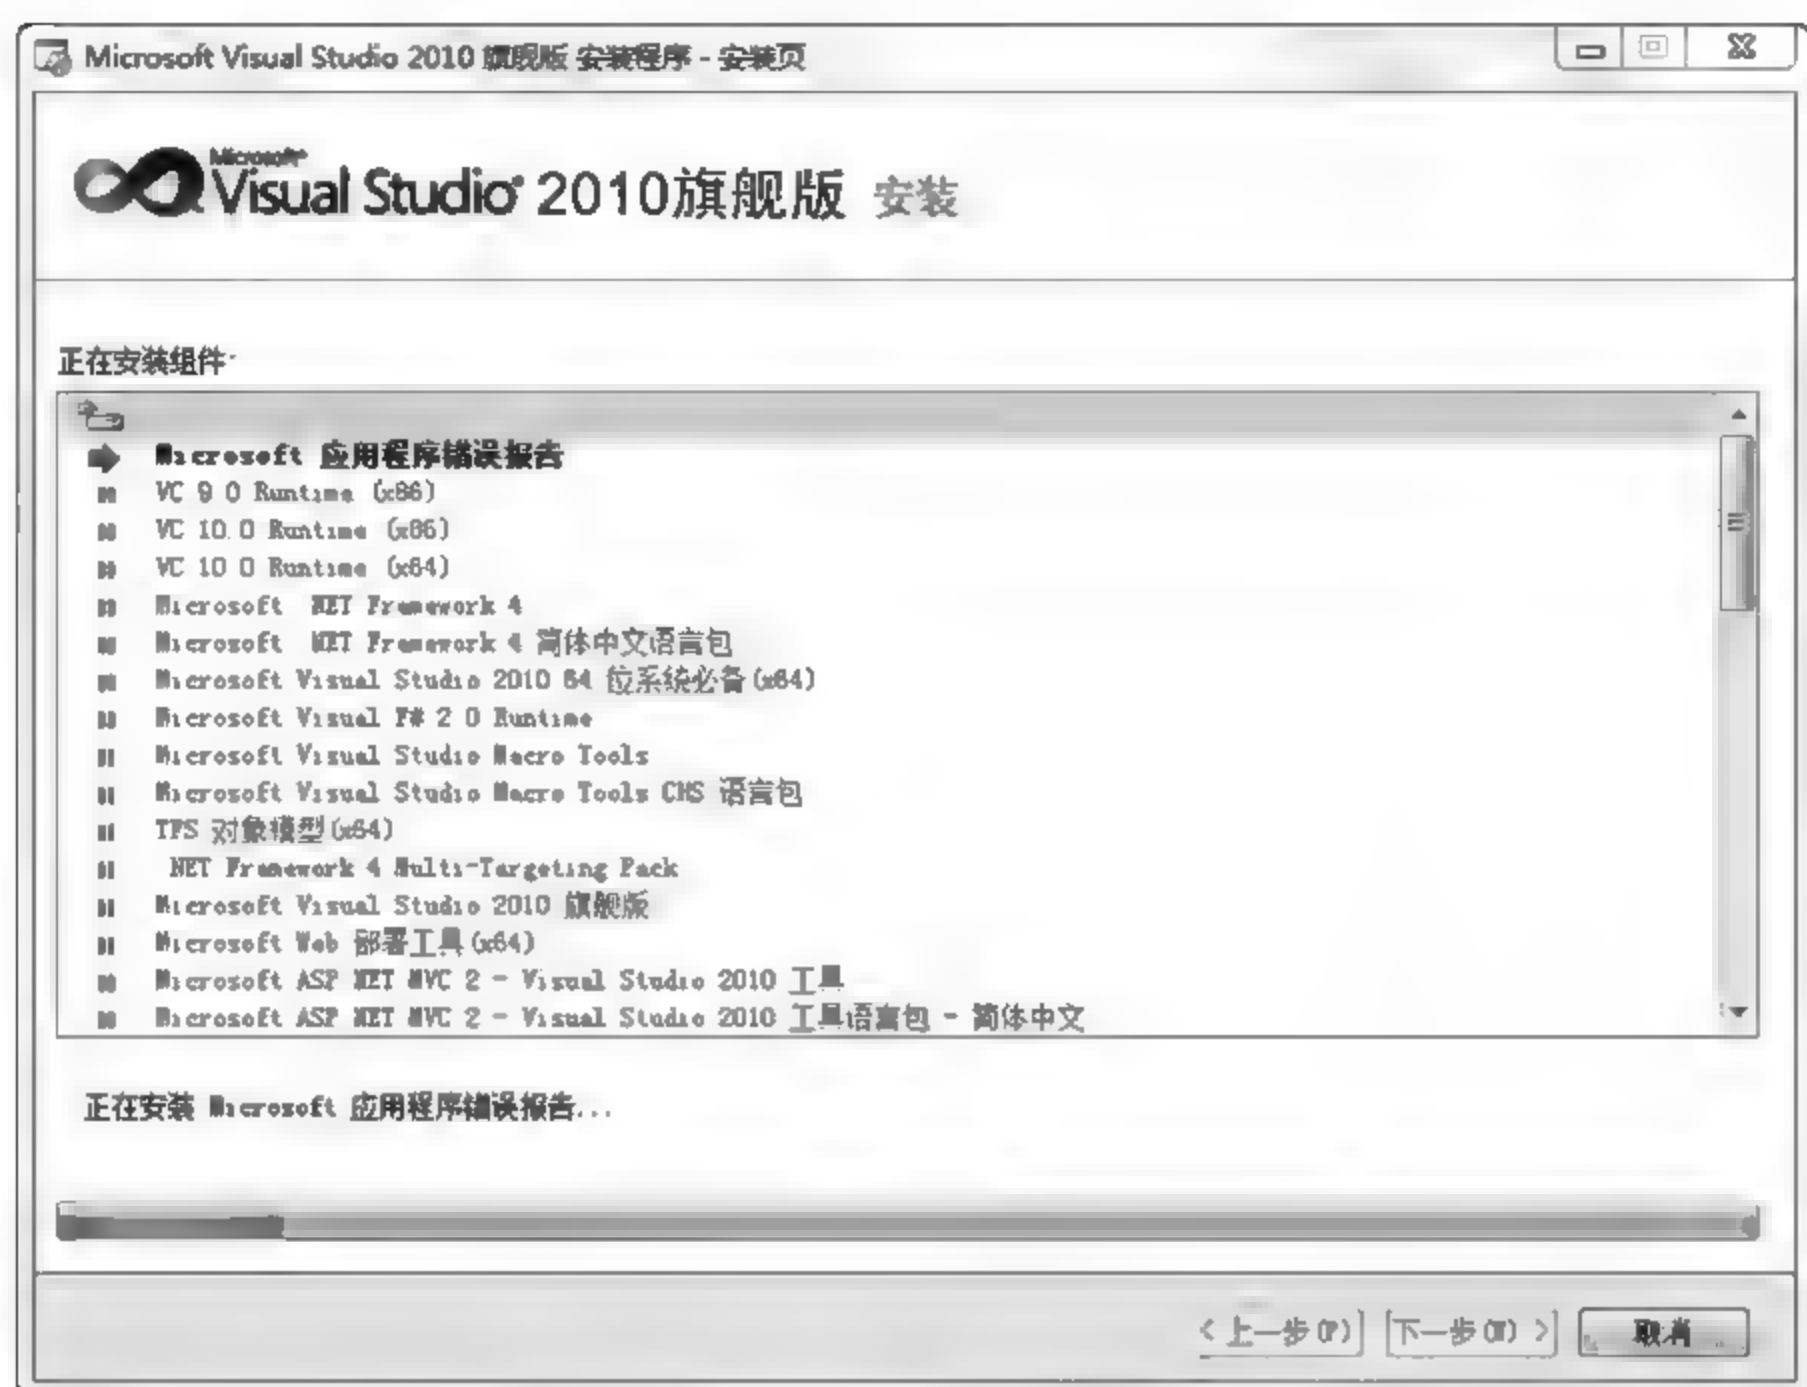 Microsoft Visual Studio 2010 旗舰版 安装程序 - 安装页
Microsoft
Visual Studio 2010旗舰版 安装
正在安装组件:
Microsoft 应用程序错误报告
VC 9.0 Runtime (x86)
VC 10.0 Runtime (x86)
VC 10.0 Runtime (x64)
Microsoft .NET Framework 4
Microsoft .NET Framework 4 简体中文语言包
Microsoft Visual Studio 2010 64 位系统必备(x64)
Microsoft Visual F# 2.0 Runtime
Microsoft Visual Studio Macro Tools
Microsoft Visual Studio Macro Tools CHS 语言包
TFS 对象模型(x64)
.NET Framework 4 Multi-Targeting Pack
Microsoft Visual Studio 2010 旗舰版
Microsoft Web 部署工具(x64)
Microsoft ASP.NET MVC 2 - Visual Studio 2010 工具
Microsoft ASP.NET MVC 2 - Visual Studio 2010 工具语言包 - 简体中文
正在安装 Microsoft 应用程序错误报告...
< 上一步(P) 下一步(N) > 取消